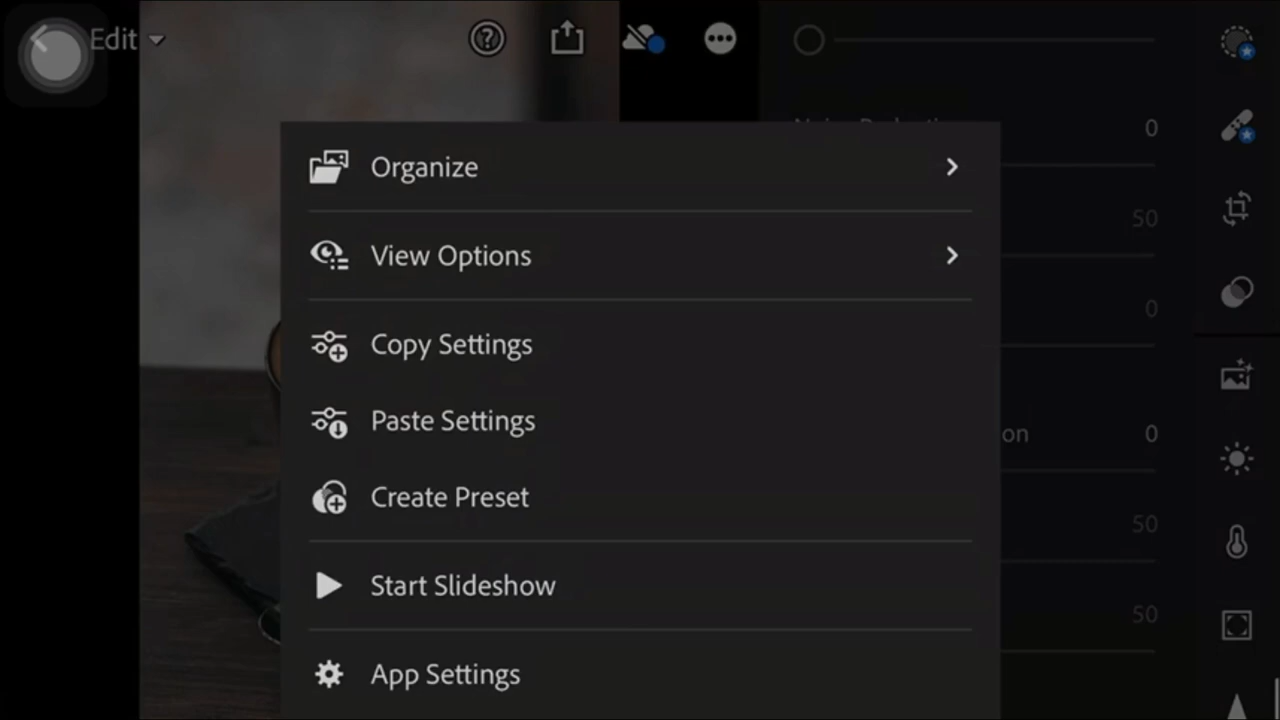 Edit
0
Organize
50
View Options
0
Copy Settings
Paste Settings
on 0
Create Preset
50
Start Slideshow
50
App Settings